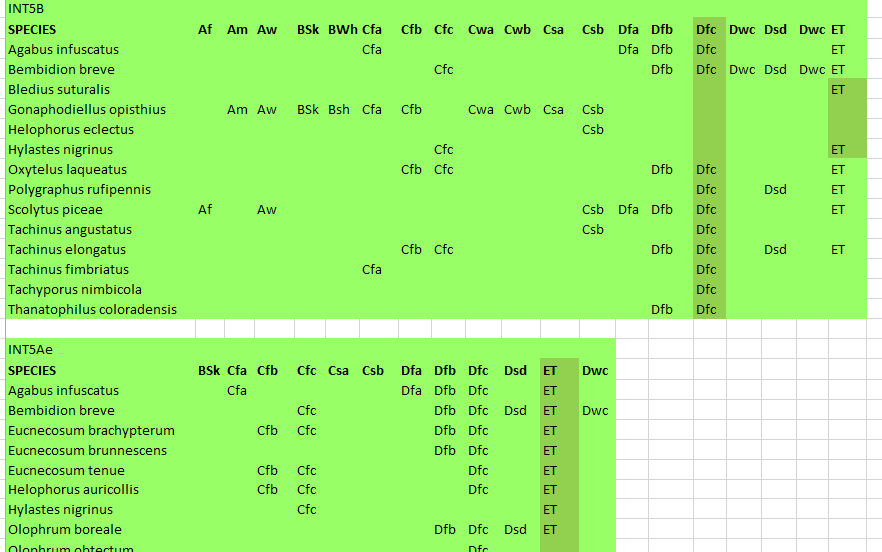 INT5B
SPECIES Af Am Aw BSk BWh Cfa Cfb Cfc Cwa Cwb Csa Csb Dfa Dfb Dfc Dwc Dsd Dwc ET
Agabus infuscatus Cfa Dfa Dfb Dfc ET
Bembidion breve Cfc Dfb Dfc Dwc Dsd Dwc ET
Bledius suturalis ET
Gonaphodiellus opisthius Am Aw BSk Bsh Cfa Cfb Cwa Cwb Csa Csb
Helophorus eclectus Csb
Hylastes nigrinus Cfc ET
Oxytelus laqueatus Cfb Cfc Dfb Dfc ET
Polygraphus rufipennis Dfc Dsd ET
Scolytus piceae Af Aw Csb Dfa Dfb Dfc ET
Tachinus angustatus Csb Dfc
Tachinus elongatus Cfb Cfc Dfb Dfc Dsd ET
Tachinus fimbriatus Cfa Dfc
Tachyporus nimbicola Dfc
Thanatophilus coloradensis Dfb Dfc
INT5Ae
SPECIES BSk Cfa Cfb Cfc Csa Csb Dfa Dfb Dfc Dsd ET Dwc
Agabus infuscatus Cfa Dfa Dfb Dfc ET
Bembidion breve Cfc Dfb Dfc Dsd ET Dwc
Eucnecosum brachypterum Cfb Cfc Dfb Dfc ET
Eucnecosum brunnescens Dfb Dfc ET
Eucnecosum tenue Cfb Cfc Dfc ET
Helophorus auricollis Cfb Cfc Dfc ET
Hylastes nigrinus Cfc ET
Olophrum boreale Dfb Dfc Dsd ET
Olophrum obtectum Dfc